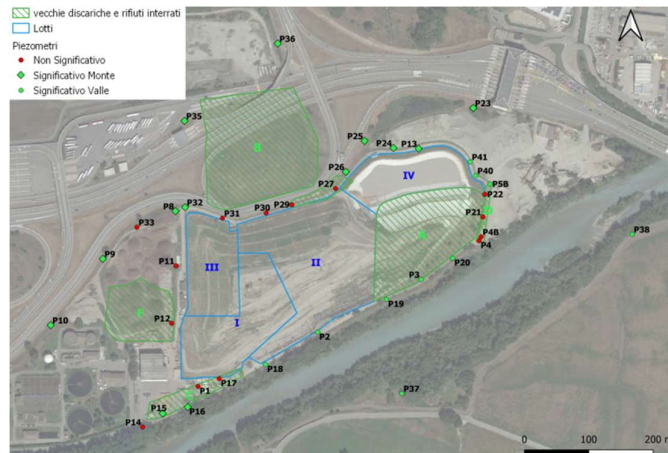 vecchie discariche e rifiuti interrati
Lotti
Piezometri
Non Significativo
Significativo Monte
Significativo Valle
P36
P23
P35
P25
P24
P13
B
P41
P26
P40
IV
P27
P5B
P22
P8
P32
P29
P30
P31
P21
P33
P4B
P4
P38
A
P9
P11
III
II
P20
P3
P19
P10
P12
I
P2
P18
P17
P1
P37
P15
P16
P14
0
100
200